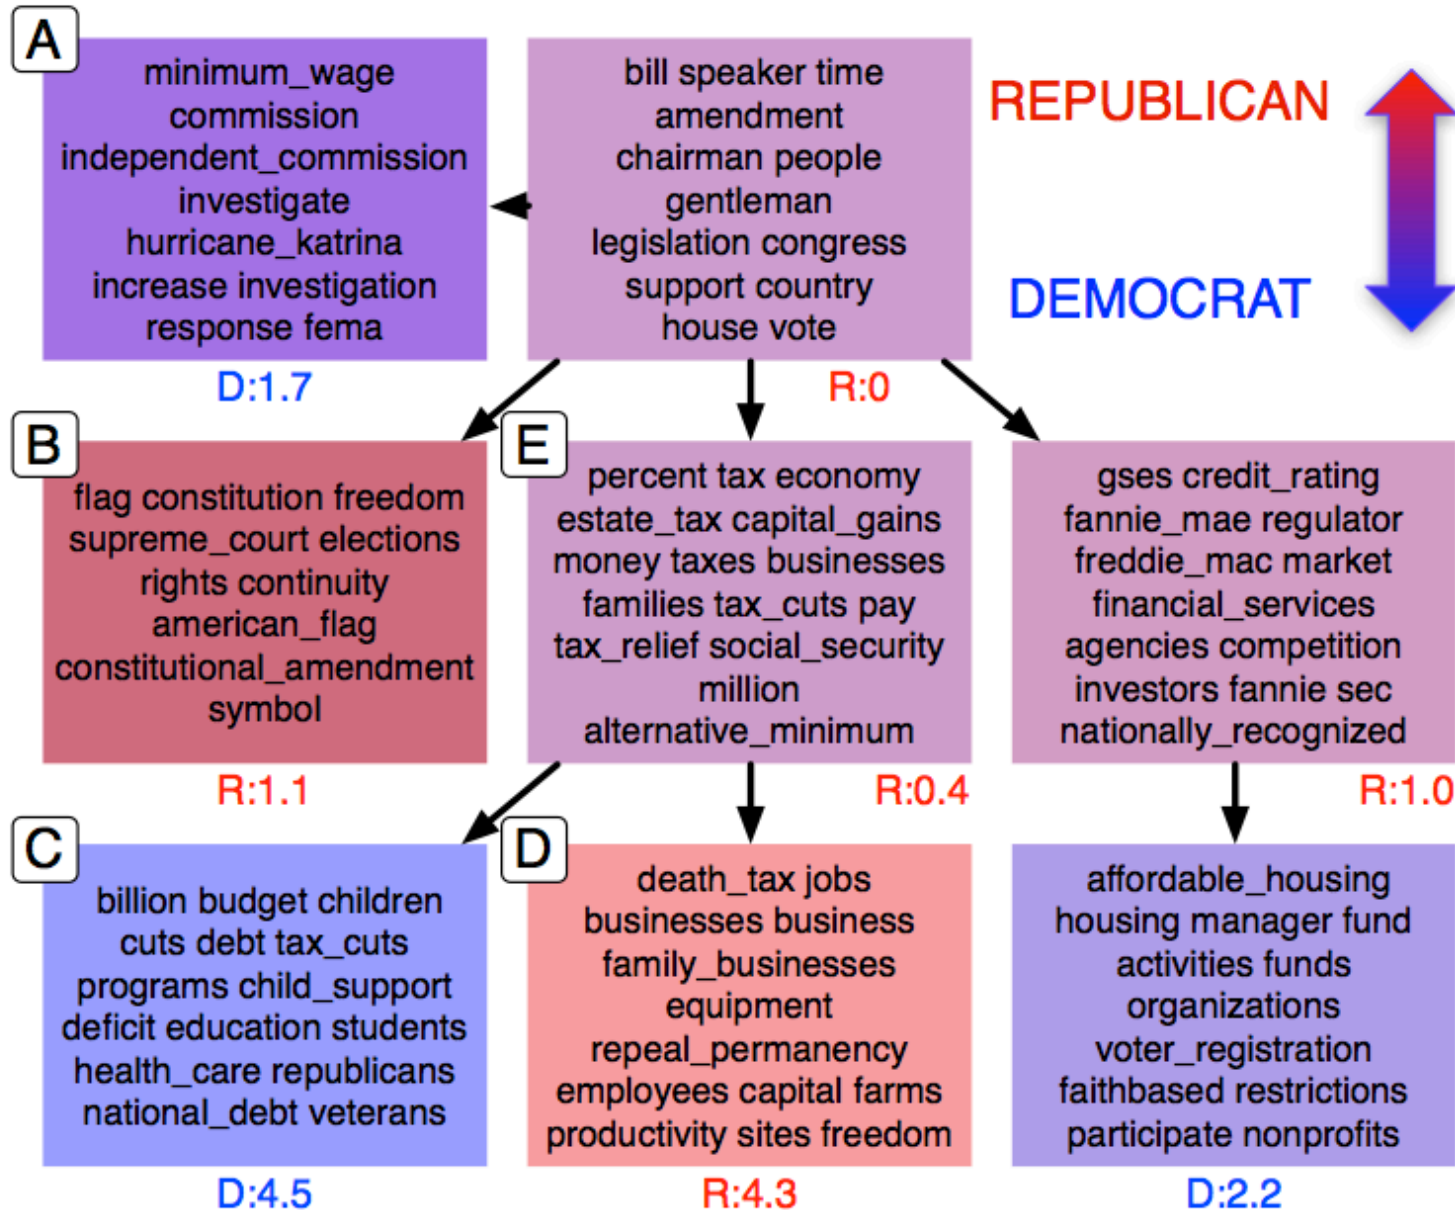 A
minimum_wage
commission
independent_commission
investigate
hurricane_katrina
increase investigation
response fema
D:1.7
bill speaker time
amendment
chairman people
gentleman
legislation congress
support country
house vote
R:0
REPUBLICAN
DEMOCRAT
B
flag constitution freedom
supreme_court elections
rights continuity
american_flag
constitutional_amendment
symbol
R:1.1
E
percent tax economy
estate_tax capital_gains
money taxes businesses
families tax_cuts pay
tax_relief social_security
million
alternative_minimum
R:0.4
gses credit_rating
fannie_mae regulator
freddie_mac market
financial_services
agencies competition
investors fannie sec
nationally_recognized
R:1.0
C
billion budget children
cuts debt tax_cuts
programs child_support
deficit education students
health_care republicans
national_debt veterans
D:4.5
D
death_tax jobs
businesses business
family_businesses
equipment
repeal_permanency
employees capital farms
productivity sites freedom
R:4.3
affordable_housing
housing manager fund
activities funds
organizations
voter_registration
faithbased restrictions
participate nonprofits
D:2.2